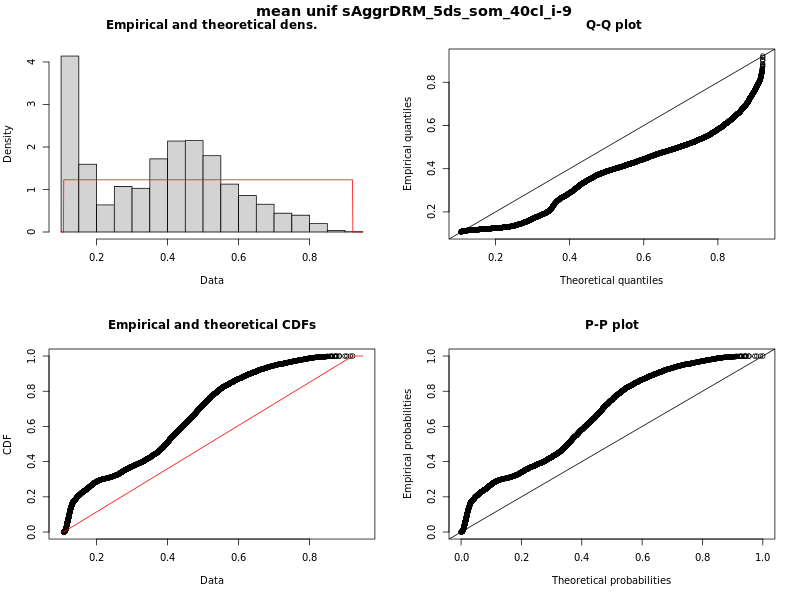 mean unif sAggrDRM_5ds_som_40cl_i-9
Empirical and theoretical dens.
Density
0 1 2 3 4
0.2 0.4 0.6 0.8
Data
Q-Q plot
Empirical quantiles
0.2 0.4 0.6 0.8
0.2 0.4 0.6 0.8
Theoretical quantiles
Empirical and theoretical CDFs
CDF
0.0 0.2 0.4 0.6 0.8 1.0
0.2 0.4 0.6 0.8
Data
P-P plot
Empirical probabilities
0.0 0.2 0.4 0.6 0.8 1.0
0.0 0.2 0.4 0.6 0.8 1.0
Theoretical probabilities